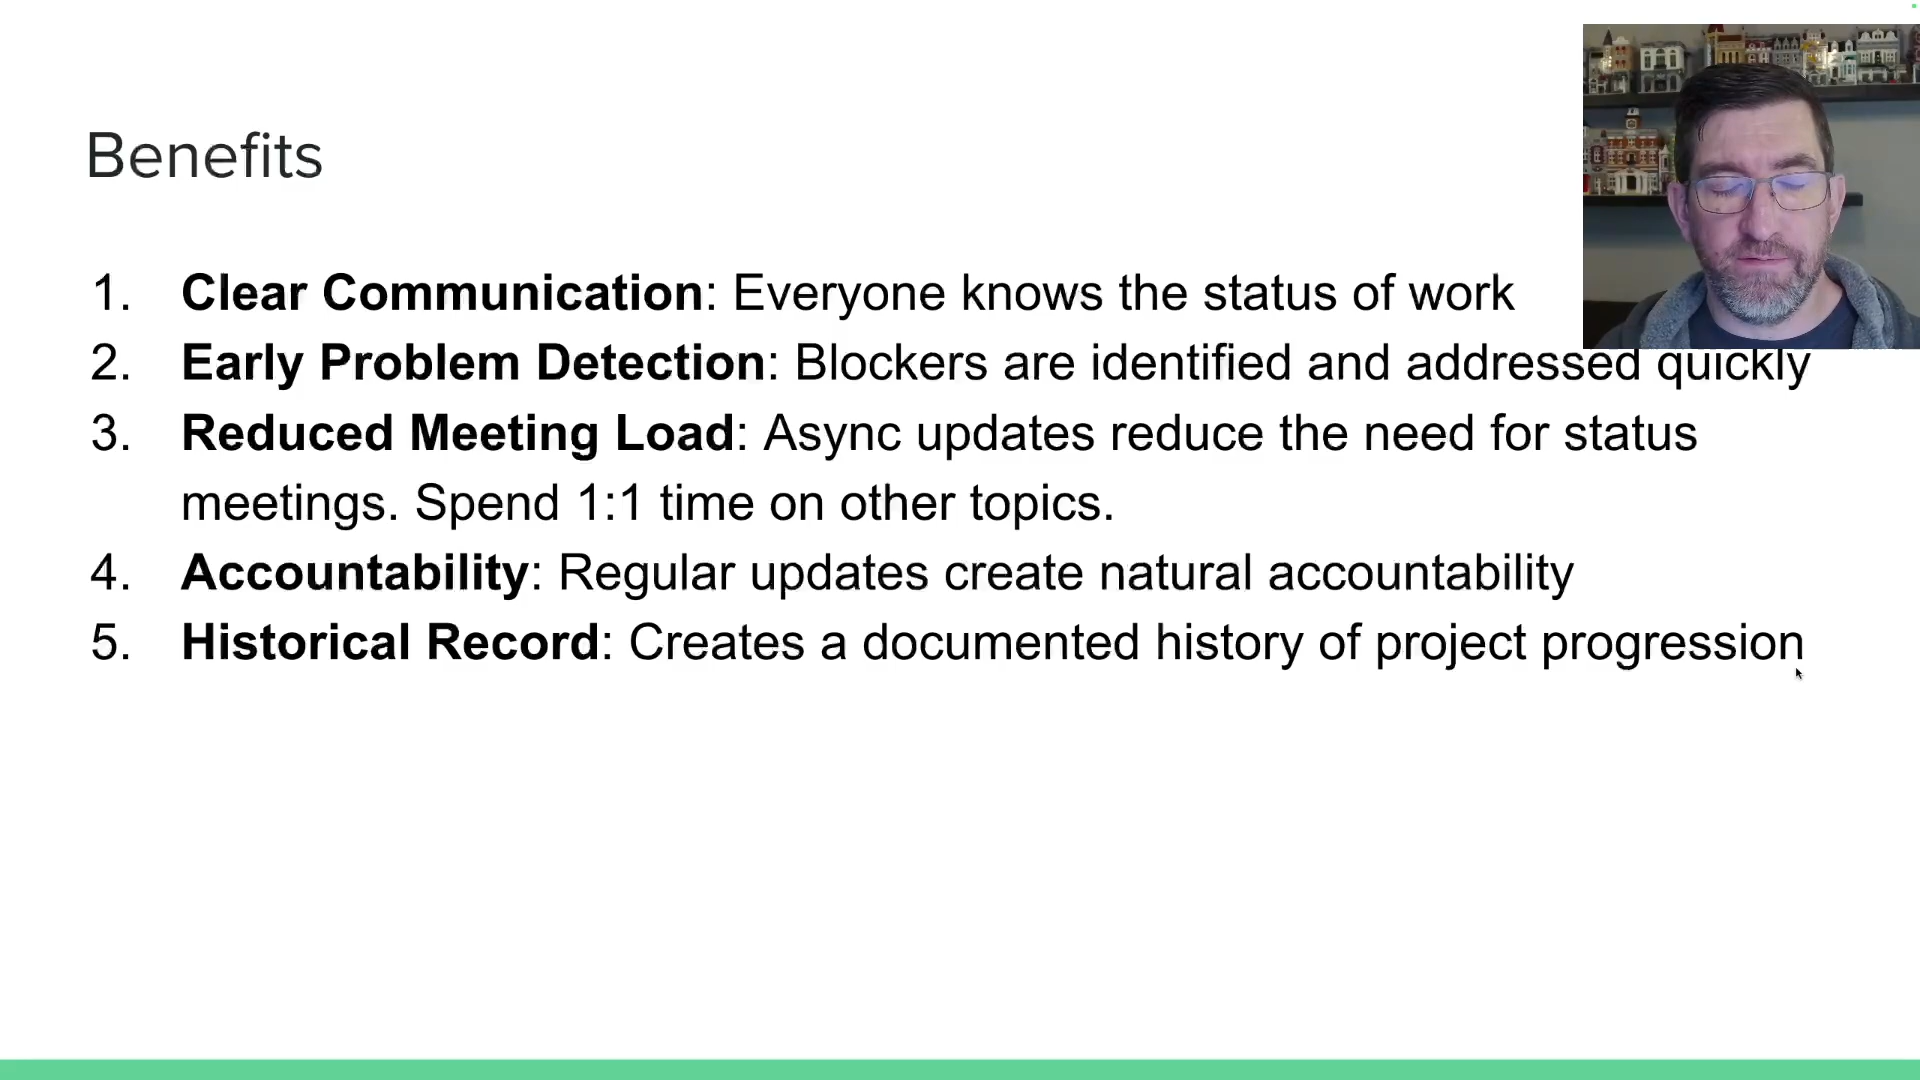 Benefits
1. Clear Communication: Everyone knows the status of work
2. Early Problem Detection: Blockers are identified and addressed quickly
3. Reduced Meeting Load: Async updates reduce the need for status
meetings. Spend 1:1 time on other topics.
4. Accountability: Regular updates create natural accountability
5. Historical Record: Creates a documented history of project progression